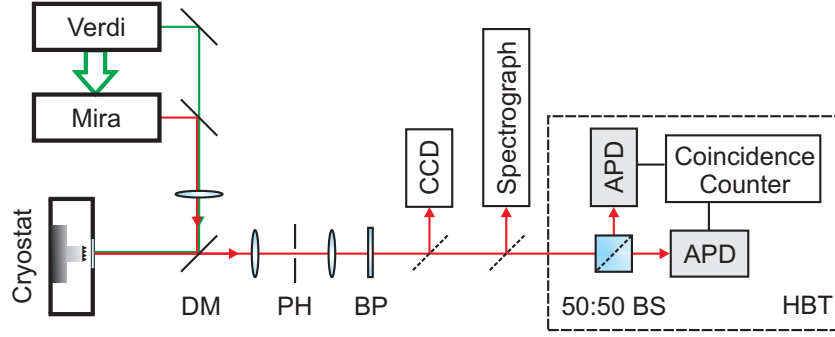 Verdi
Mira
Cryostat
DM
PH
BP
CCD
Spectrograph
APD
Coincidence
Counter
APD
50:50 BS
HBT